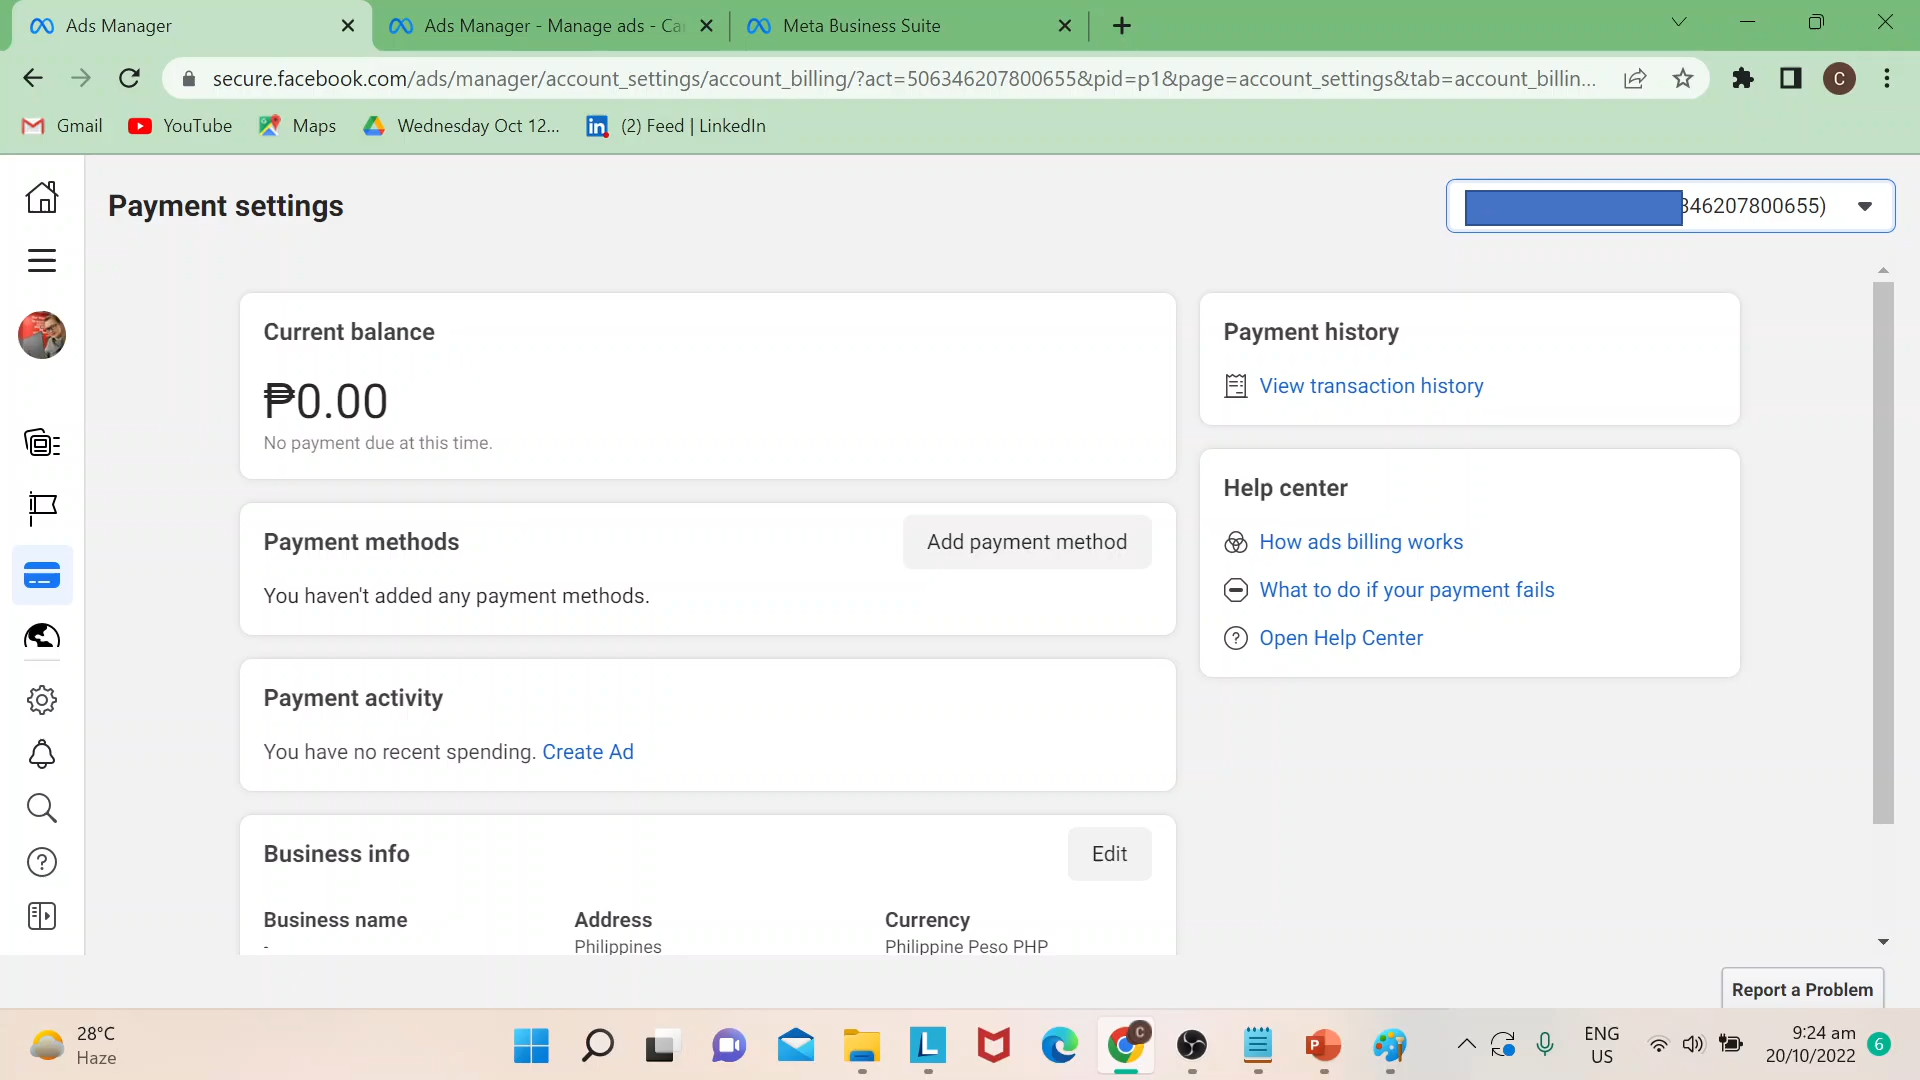 Ads Manager
Ads Manager - Manage ads - Ca
Meta Business Suite
secure.facebook.com/ads/manager/account_settings/account_billing/?act=506346207800655&pid=p1&page=account_settings&tab=account_billin...
C
Gmail
YouTube
Maps
Wednesday Oct 12...
(2) Feed | LinkedIn
Payment settings
346207800655)
Current balance
₱0.00
No payment due at this time.
Payment history
View transaction history
Payment methods
Add payment method
You haven't added any payment methods.
Help center
How ads billing works
What to do if your payment fails
Open Help Center
Payment activity
You have no recent spending. Create Ad
Business info
Edit
Business name
Address
Currency
-
Philippines
Philippine Peso PHP
Report a Problem
28°C
Haze
C
ENG
US
9:24 am
20/10/2022
6